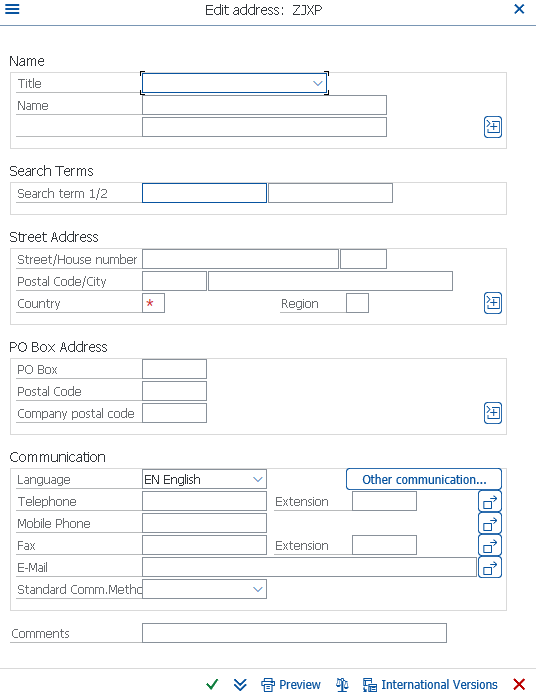 Edit address: ZJXP
Name
Title
Name
Search Terms
Search term 1/2
Street Address
Street/House number
Postal Code/City
Country * Region
PO Box Address
PO Box
Postal Code
Company postal code
Communication
Language EN English Other communication...
Telephone Extension
Mobile Phone
Fax Extension
E-Mail
Standard Comm.Methc
Comments
Preview International Versions